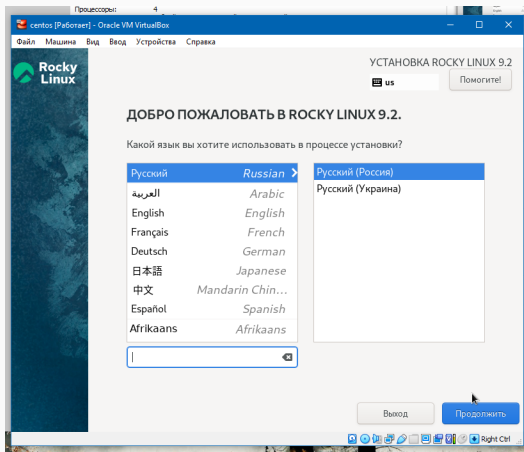 Процессоры: 4
centos [Работает] - Oracle VM VirtualBox
Файл Машина Вид Ввод Устройства Справка
Rocky Linux
УСТАНОВКА ROCKY LINUX 9.2
us
Помогите!
ДОБРО ПОЖАЛОВАТЬ В ROCKY LINUX 9.2.
Какой язык вы хотите использовать в процессе установки?
Русский Russian
العربية Arabic
English English
Français French
Deutsch German
日本語 Japanese
中文 Mandarin Chin...
Español Spanish
Afrikaans Afrikaans
Русский (Россия)
Русский (Украина)
Выход
Продолжить
Right Ctrl